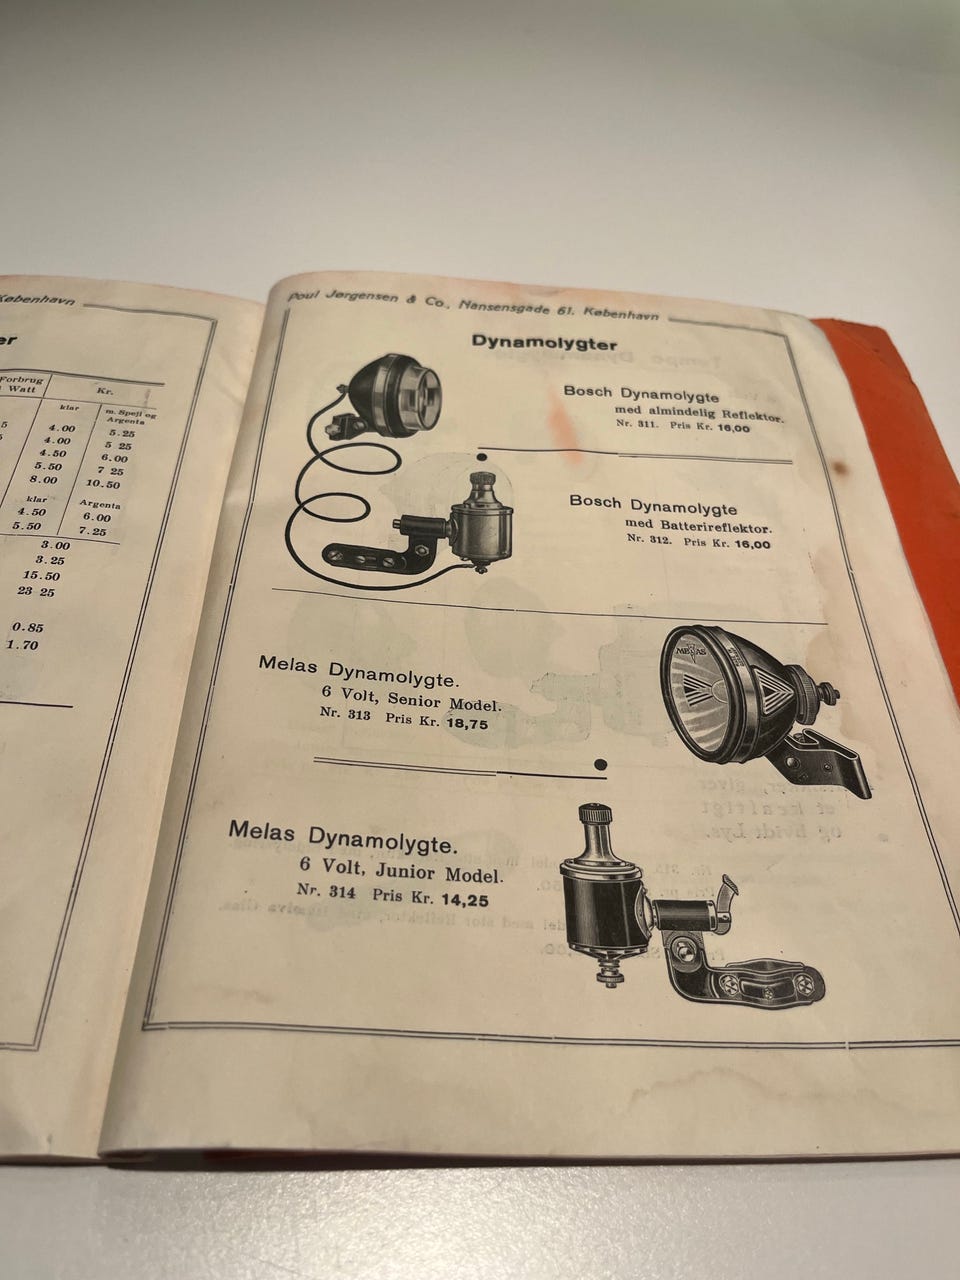 København
er
Forbrug
Watt
Kr.
klar
m. Spejl og
Argenta
5
4.00
5.25
5
4.00
5 25
4.50
6.00
5.50
7 25
8.00
10.50
klar
Argenta
4.50
6.00
5.50
7.25
3.00
3.25
15.50
23 25
0.85
1.70
Poul Jørgensen & Co., Nansensgade 61. København
Dynamolygter
Bosch Dynamolygte
med almindelig Reflektor.
Nr. 311. Pris Kr. 16,00
Bosch Dynamolygte
med Batterireflektor.
Nr. 312. Pris Kr. 16,00
MELAS
Melas Dynamolygte.
6 Volt, Senior Model.
Nr. 313 Pris Kr. 18,75
Melas Dynamolygte.
6 Volt, Junior Model.
Nr. 314 Pris Kr. 14,25